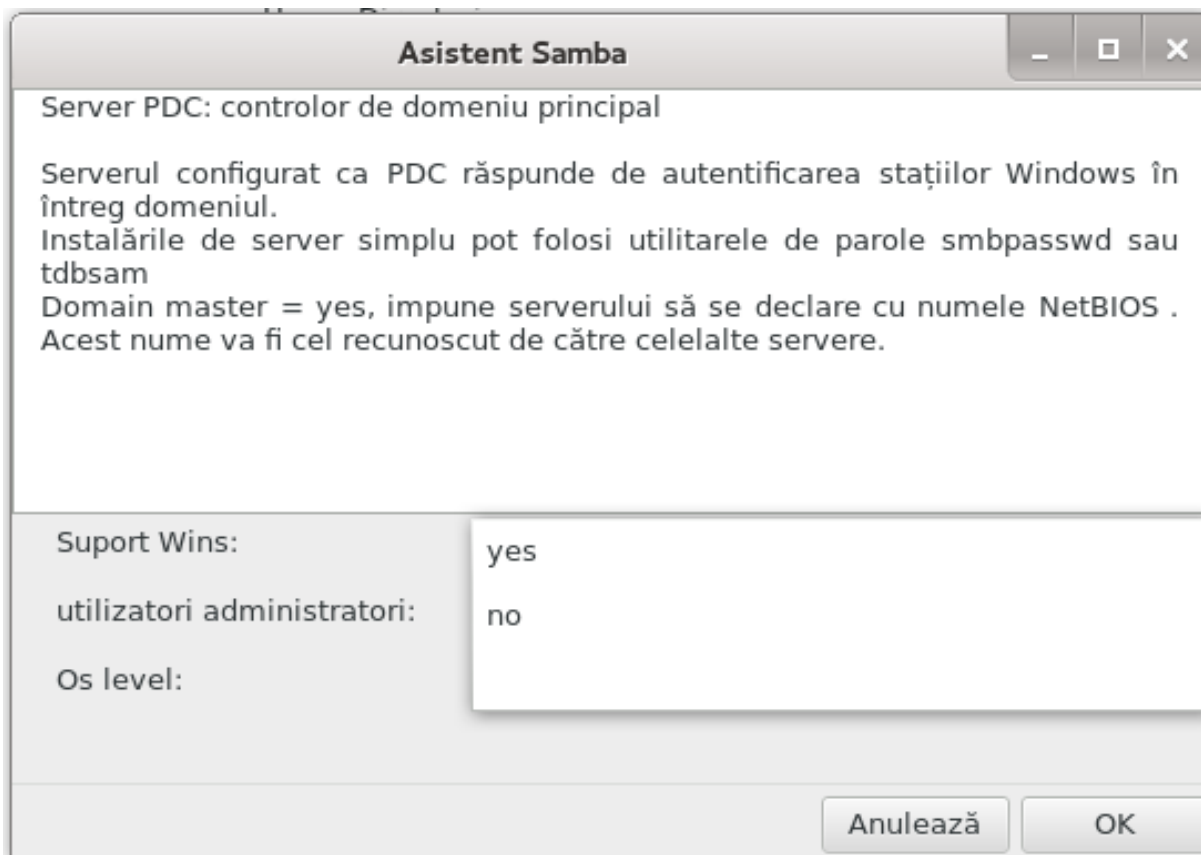 Asistent Samba
Server PDC: controlor de domeniu principal
Serverul configurat ca PDC răspunde de autentificarea stațiilor Windows în
întreg domeniul.
Instalările de server simplu pot folosi utilitarele de parole smbpasswd sau
tdbsam
Domain master = yes, impune serverului să se declare cu numele NetBIOS .
Acest nume va fi cel recunoscut de către celelalte servere.
Suport Wins:
yes
utilizatori administratori:
no
Os level:
Anulează
OK